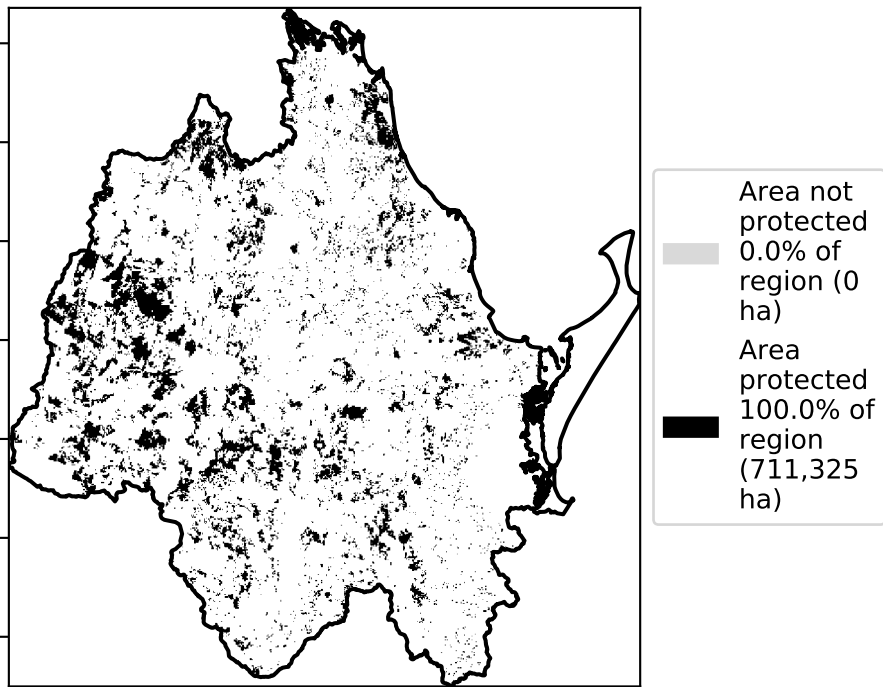 Area not
protected
0.0% of
region (0
ha)
Area
protected
100.0% of
region
(711,325
ha)